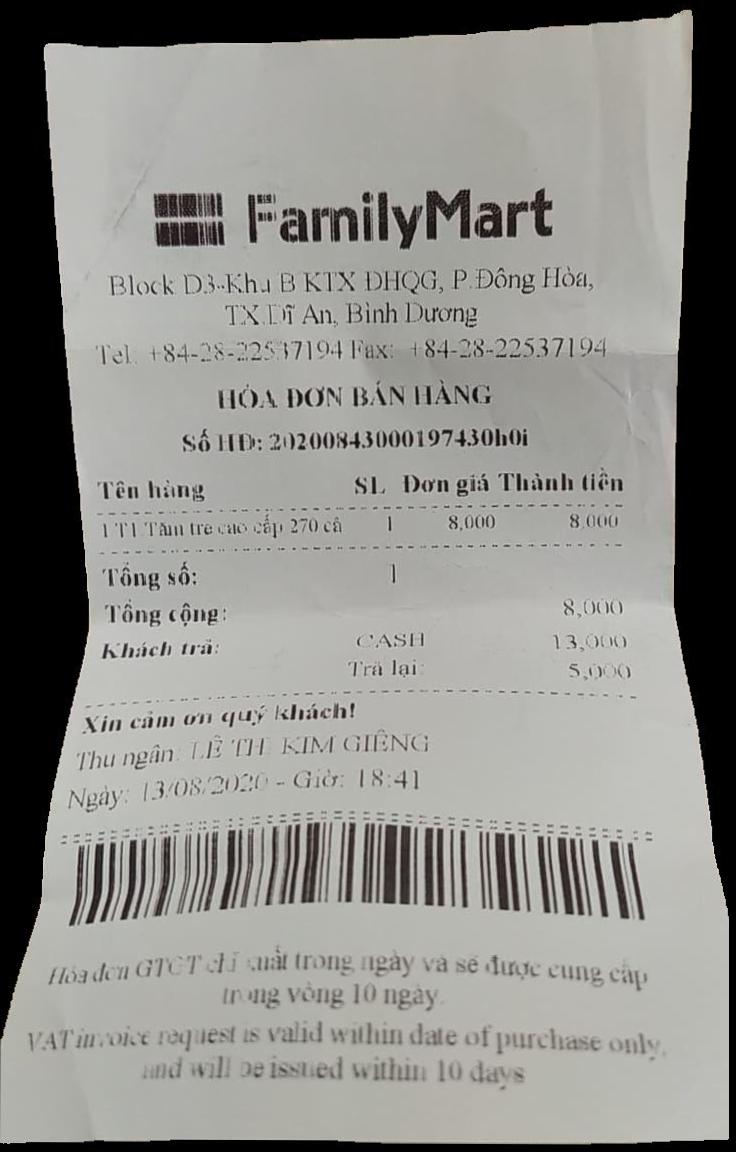 FamilyMart
Block D3-Khu B KTX ĐHQG, P.Đông Hòa,
TX.Dĩ An, Bình Dương
Tel: +84-28-22537194 Fax: +84-28-22537194
HÓA ĐƠN BÁN HÀNG
Số HĐ: 20200843000197430h0i
Tên hàng SL Đơn giá Thành tiền
1 T1 Tăm tre cao cấp 270 câ 1 8,000 8,000
Tổng số: 1
Tổng cộng: 8,000
Khách trả: CASH 13,000
Trả lại: 5,000
Xin cảm ơn quý khách!
Thu ngân: LÊ THỊ KIM GIÊNG
Ngày: 13/08/2020 - Giờ: 18:41
Hóa đơn GTGT chỉ xuất trong ngày và sẽ được cung cấp
trong vòng 10 ngày.
VAT invoice request is valid within date of purchase only,
and will be issued within 10 days